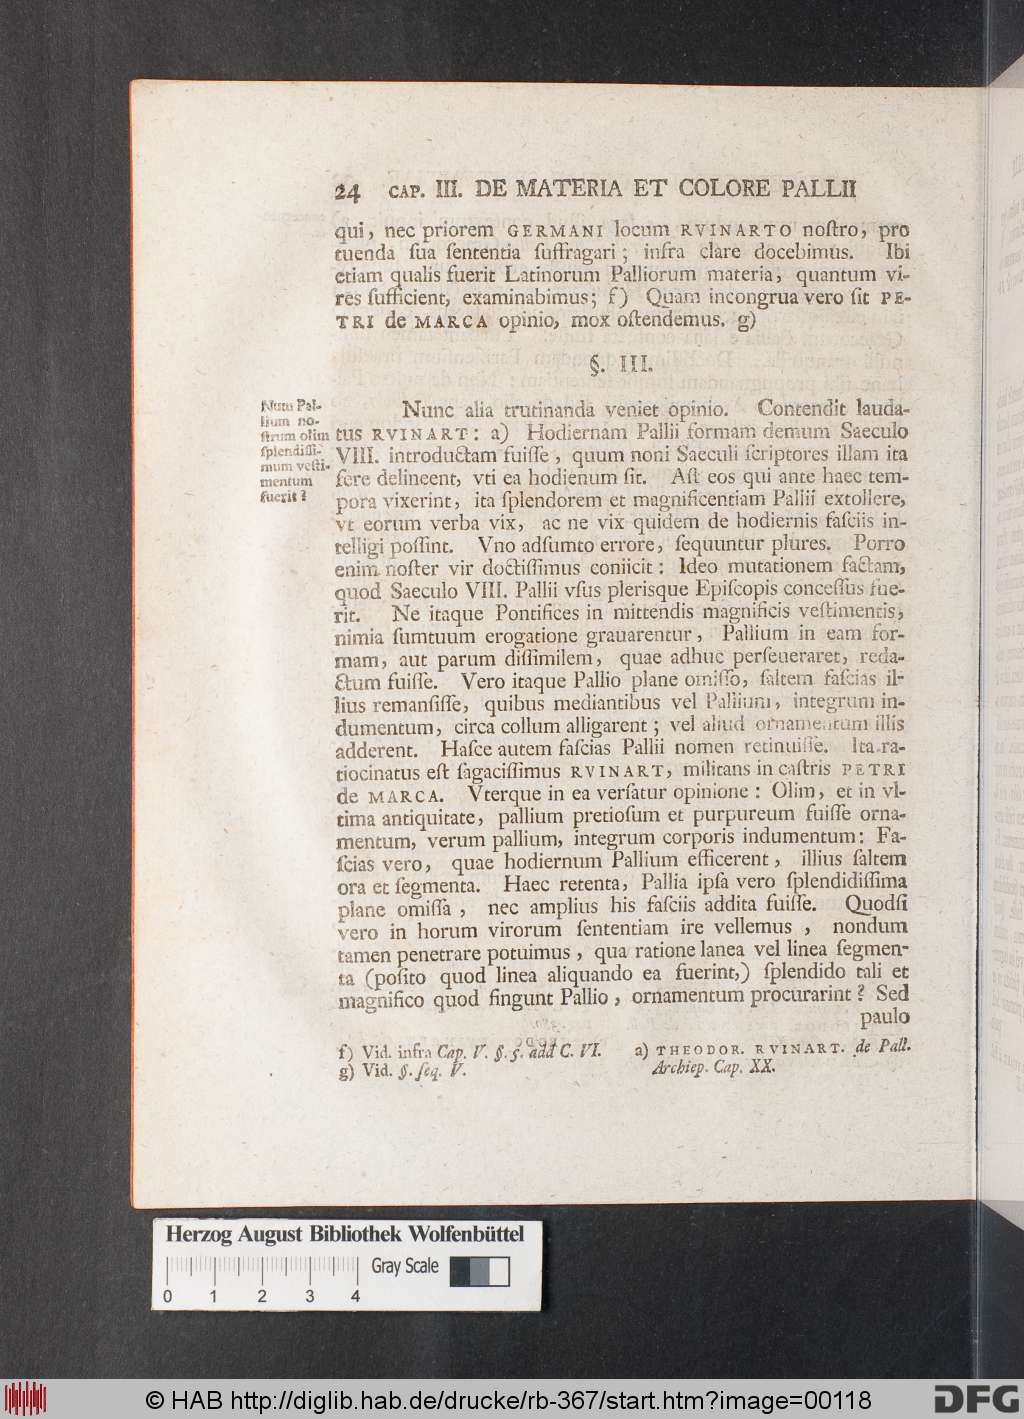 24 CAP. III. DE MATERIA ET COLORE PALLII
qui, nec priorem GERMANI locum RVINARTO noſtro, pro
tuenda ſua ſententia ſuffragari; infra clare docebimus. Ibi
etiam qualis fuerit Latinorum Palliorum materia, quantum vi-
res ſufficient, examinabimus; f) Quam incongrua vero ſit PE-
TRI de MARCA opinio, mox oſtendemus. g)
§. III.
Num Pal-
lium no-
ſtrum olim
ſplendiſſi-
mum veſti-
mentum
fuerit?
Nunc alia trutinanda veniet opinio. Contendit lauda-
tus RVINART: a) Hodiernam Pallii formam demum Saeculo
VIII. introductam fuiſſe, quum noni Saeculi ſcriptores illam ita
fere delineent, vti ea hodienum ſit. Aſt eos qui ante haec tem-
pora vixerint, ita ſplendorem et magnificentiam Pallii extollere,
vt eorum verba vix, ac ne vix quidem de hodiernis faſciis in-
telligi poſſint. Vno adſumto errore, ſequuntur plures. Porro
enim noſter vir doctiſſimus coniicit: Ideo mutationem factam,
quod Saeculo VIII. Pallii vſus plerisque Epiſcopis conceſſus fue-
rit. Ne itaque Pontifices in mittendis magnificis veſtimentis,
nimia ſumtuum erogatione grauarentur, Pallium in eam for-
mam, aut parum diſſimilem, quae adhuc perſeueraret, reda-
ctum fuiſſe. Vero itaque Pallio plane omiſſo, ſaltem faſcias il-
lius remanſiſſe, quibus mediantibus vel Pallium, integrum in-
dumentum, circa collum alligarent; vel aliud ornamentum illis
adderent. Haſce autem faſcias Pallii nomen retinuiſſe. Ita ra-
tiocinatus eſt ſagaciſſimus RVINART, militans in caſtris PETRI
de MARCA. Vterque in ea verſatur opinione: Olim, et in vl-
tima antiquitate, pallium pretioſum et purpureum fuiſſe orna-
mentum, verum pallium, integrum corporis indumentum: Fa-
ſcias vero, quae hodiernum Pallium efficerent, illius ſaltem
ora et ſegmenta. Haec retenta, Pallia ipſa vero ſplendidiſſima
plane omiſſa, nec amplius his faſciis addita fuiſſe. Quodſi
vero in horum virorum ſententiam ire vellemus, nondum
tamen penetrare potuimus, qua ratione lanea vel linea ſegmen-
ta (poſito quod linea aliquando ea fuerint,) ſplendido tali et
magnifico quod fingunt Pallio, ornamentum procurarint? Sed
paulo
f) Vid. infra Cap. V. §. 5. add C. VI.
g) Vid. §. ſeq. V.
a) THEODOR. RVINART. de Pall.
Archiep. Cap. XX.
Herzog August Bibliothek Wolfenbüttel
Gray Scale
0 1 2 3 4
© HAB http://diglib.hab.de/drucke/rb-367/start.htm?image=00118
DFG